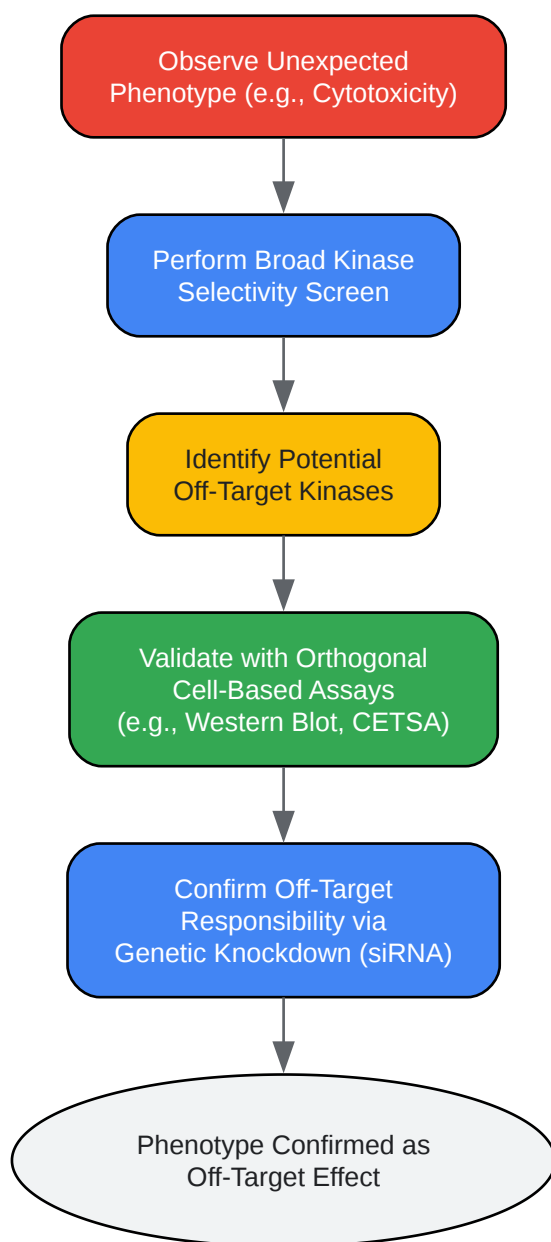 Observe Unexpected
Phenotype (e.g., Cytotoxicity)
Perform Broad Kinase
Selectivity Screen
Identify Potential
Off-Target Kinases
Validate with Orthogonal
Cell-Based Assays
(e.g., Western Blot, CETSA)
Confirm Off-Target
Responsibility via
Genetic Knockdown (siRNA)
Phenotype Confirmed as
Off-Target Effect